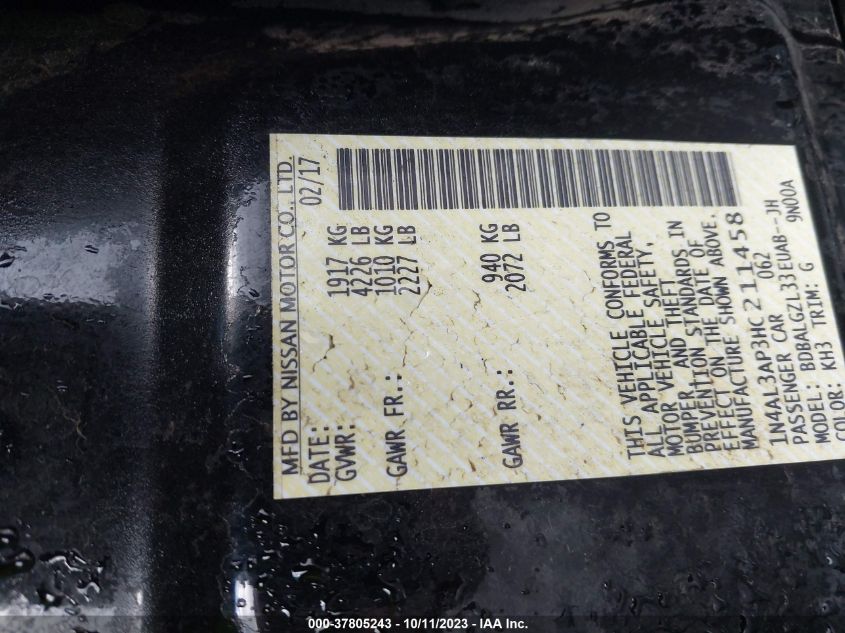 MFD BY NISSAN MOTOR CO., LTD.
DATE: 02/17
GVWR: 1917 KG
4226 LB
GAWR FR.: 1010 KG
2227 LB
GAWR RR.: 940 KG
2072 LB
THIS VEHICLE CONFORMS TO
ALL APPLICABLE FEDERAL
MOTOR VEHICLE SAFETY,
BUMPER AND THEFT
PREVENTION STANDARDS IN
EFFECT ON THE DATE OF
MANUFACTURE SHOWN ABOVE.
1N4AL3AP3HC211458
PASSENGER CAR 062
MODEL: BDBALGZL33EUAB-JH
COLOR: KH3 TRIM: G 9N00A
000-37805243 - 10/11/2023 - IAA Inc.